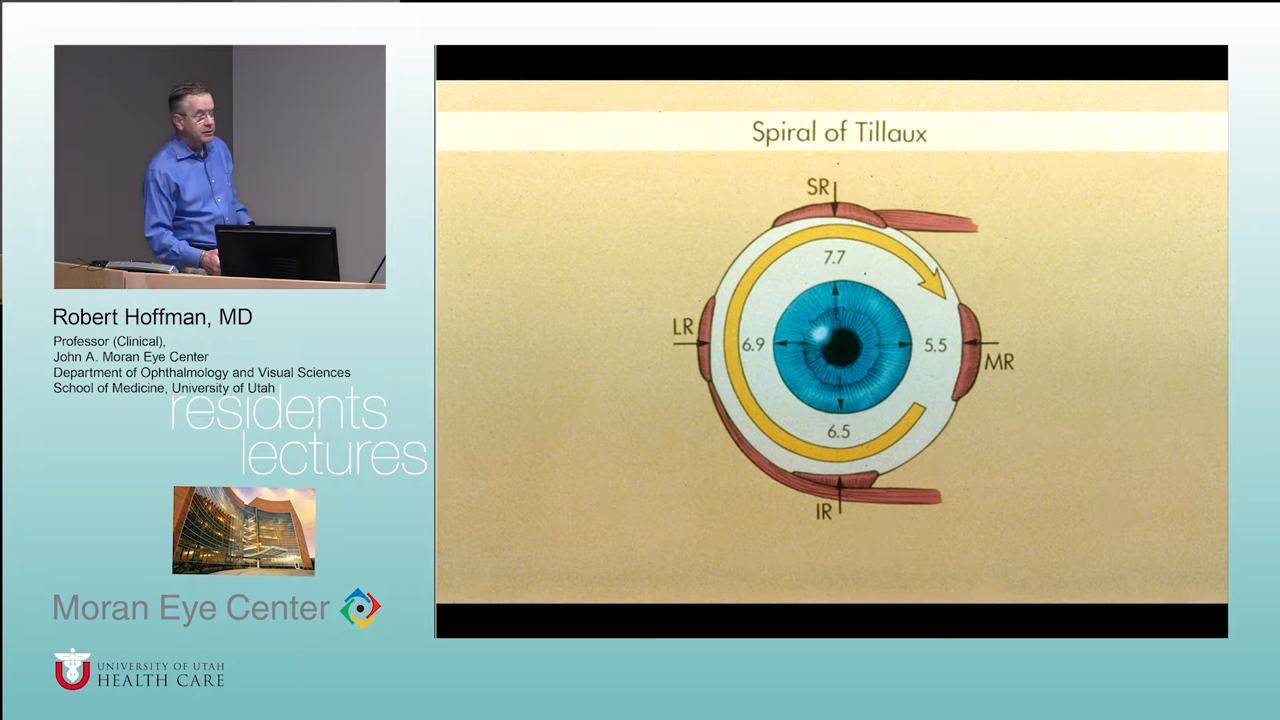 Robert Hoffman, MD
Professor (Clinical),
John A. Moran Eye Center
Department of Ophthalmology and Visual Sciences
School of Medicine, University of Utah
residents
lectures
Moran Eye Center
UNIVERSITY OF UTAH
HEALTH CARE
Spiral of Tillaux
SR
7.7
LR
6.9
5.5
MR
6.5
IR